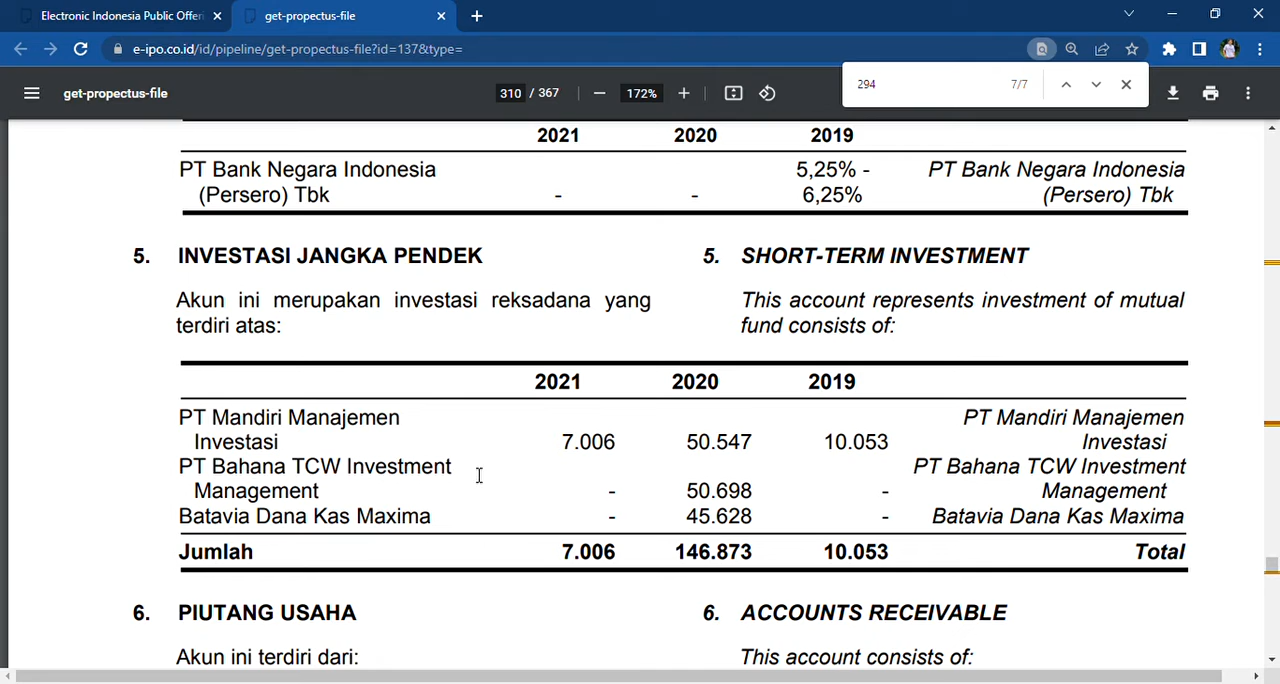 Electronic Indonesia Public Offeri
get-propectus-file
e-ipo.co.id/id/pipeline/get-propectus-file?id=137&type=
get-propectus-file
310 / 367
172%
294
7/7
2021 2020 2019
PT Bank Negara Indonesia 5,25% - PT Bank Negara Indonesia
(Persero) Tbk - - 6,25% (Persero) Tbk
5. INVESTASI JANGKA PENDEK 5. SHORT-TERM INVESTMENT
Akun ini merupakan investasi reksadana yang This account represents investment of mutual
terdiri atas: fund consists of:
2021 2020 2019
PT Mandiri Manajemen PT Mandiri Manajemen
Investasi 7.006 50.547 10.053 Investasi
PT Bahana TCW Investment PT Bahana TCW Investment
Management - 50.698 - Management
Batavia Dana Kas Maxima - 45.628 - Batavia Dana Kas Maxima
Jumlah 7.006 146.873 10.053 Total
6. PIUTANG USAHA 6. ACCOUNTS RECEIVABLE
Akun ini terdiri dari: This account consists of: